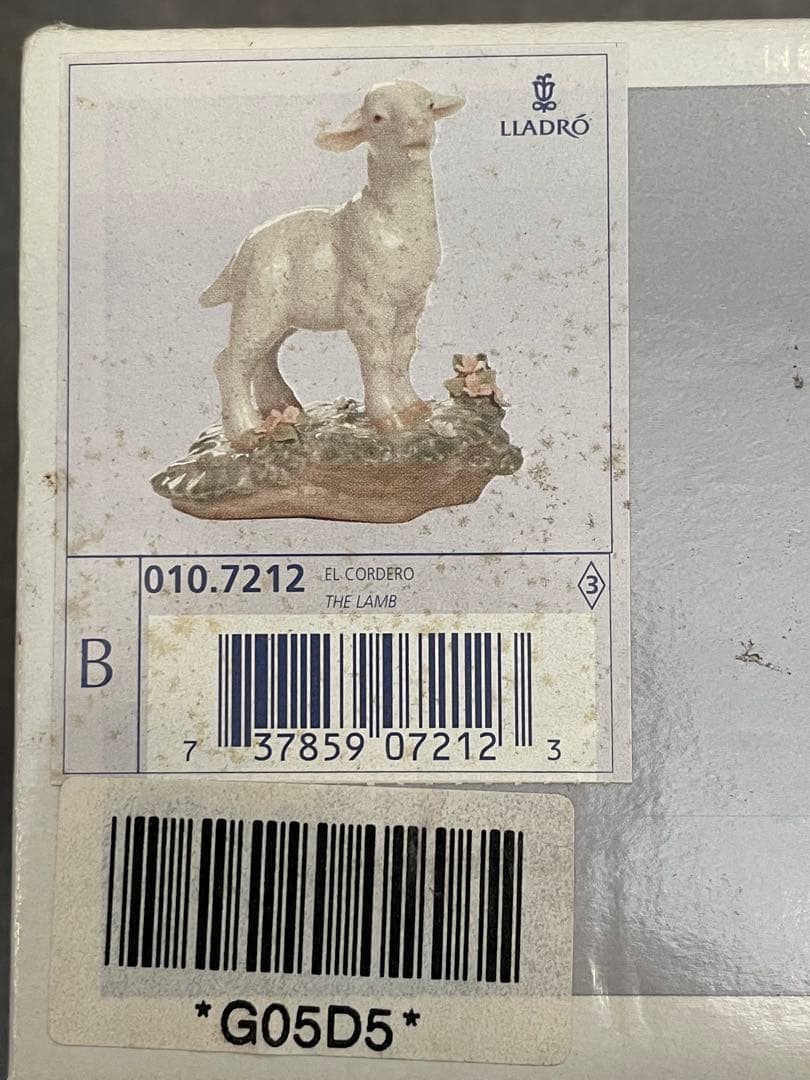 LLADRÓ
010.7212 EL CORDERO
THE LAMB
3
B
7 37859 07212 3
*G05D5*